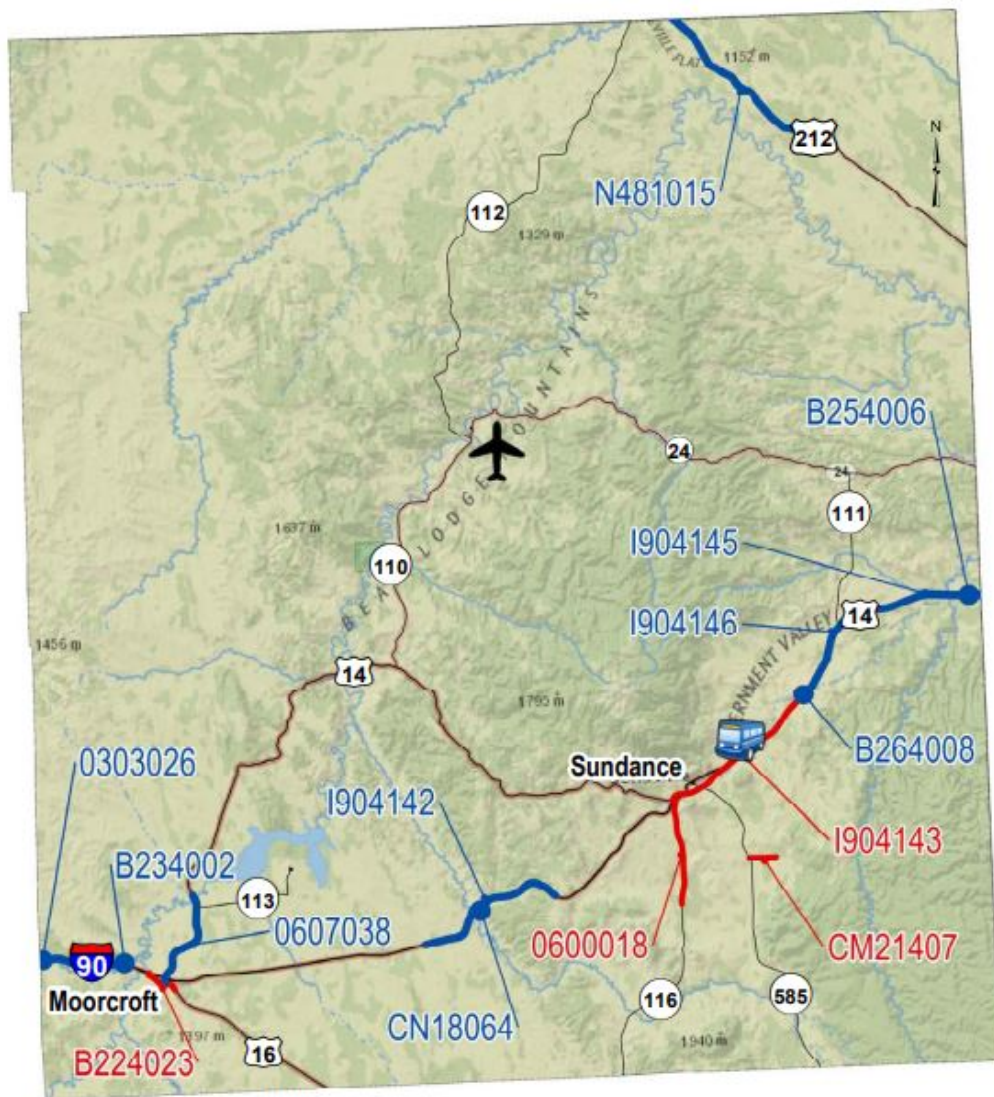 1152 m
212
N
N481015
112
1329 m
B254006
24
24
111
1637 m
I904145
110
I904146
14
1456 m
14
0303026
B264008
Sundance
I904142
I904143
B234002
113
0607038
0600018
CM21407
90
Moorcroft
CN18064
116
585
16
B224023
1940 m